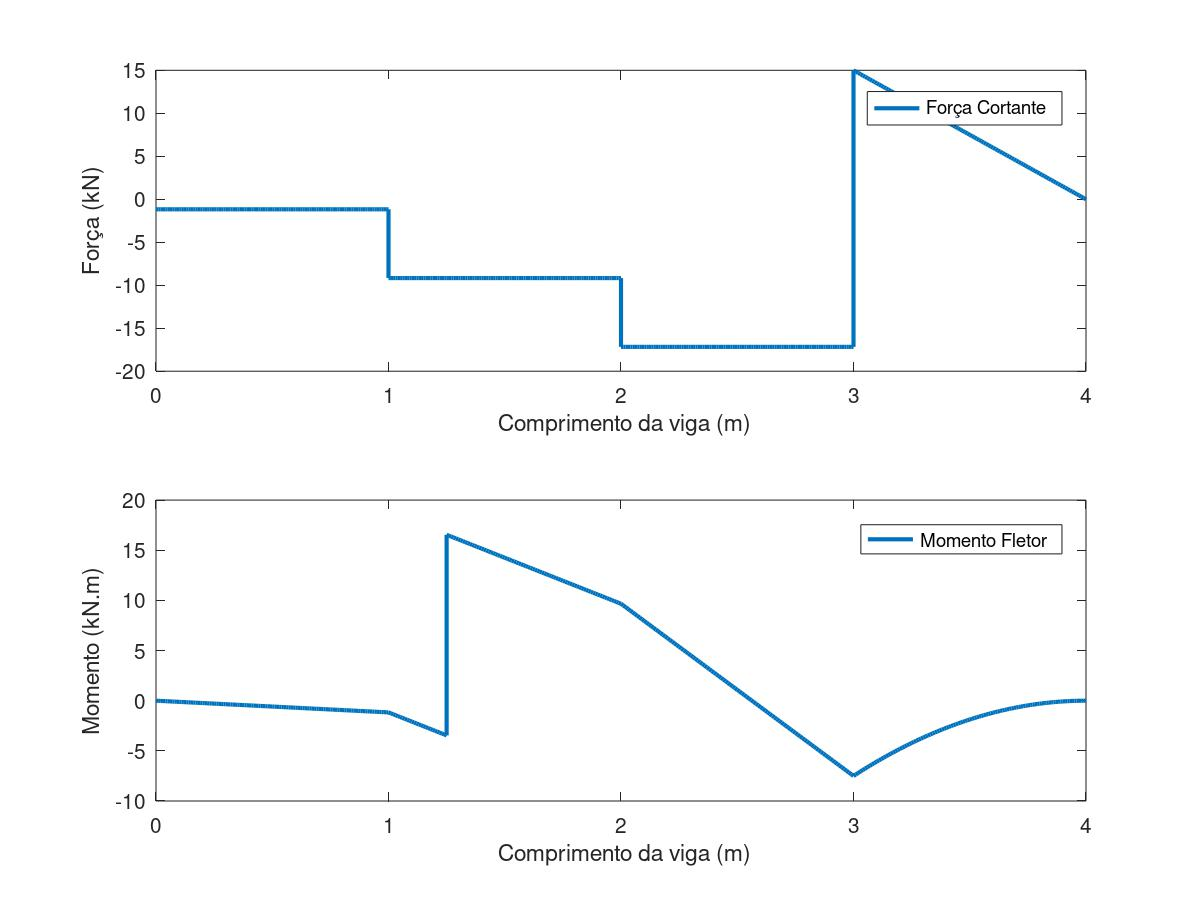 15
10
5
0
-5
-10
-15
-20
Força (kN)
Força Cortante
0 1 2 3 4
Comprimento da viga (m)
20
15
10
5
0
-5
-10
Momento (kN.m)
Momento Fletor
0 1 2 3 4
Comprimento da viga (m)